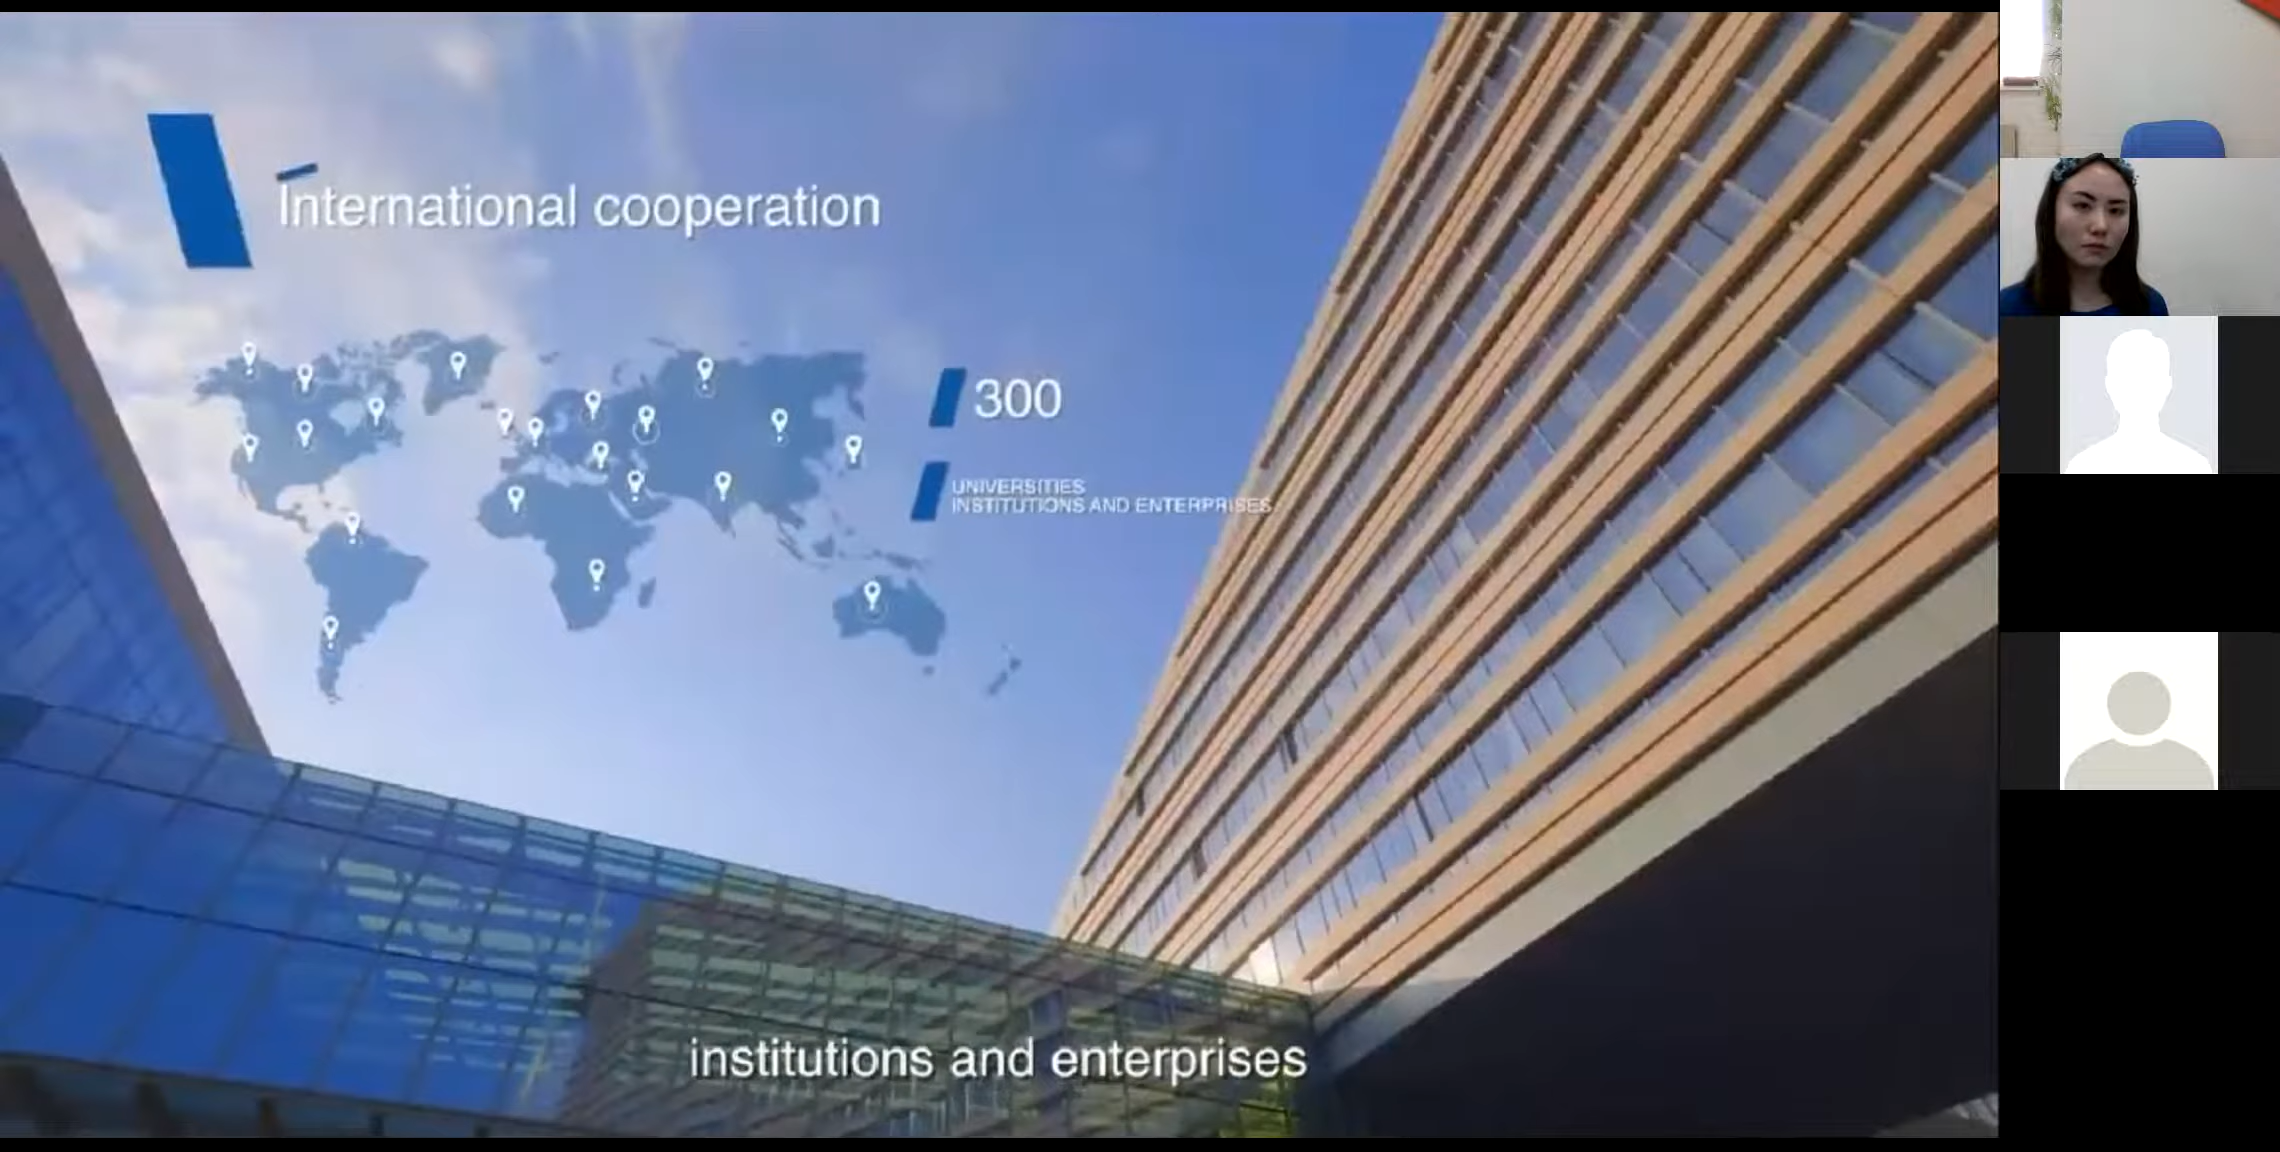 International cooperation
300
UNIVERSITIES
INSTITUTIONS AND ENTERPRISES
institutions and enterprises